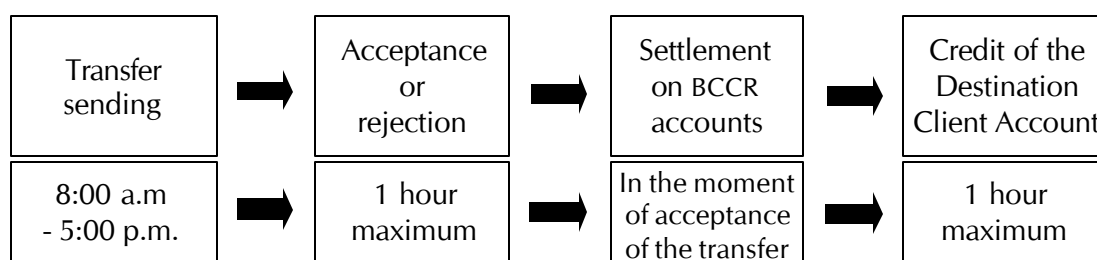 Transfer
sending
Acceptance
or
rejection
Settlement
on BCCR
accounts
Credit of the
Destination
Client Account
8:00 a.m
- 5:00 p.m.
1 hour
maximum
In the moment
of acceptance
of the transfer
1 hour
maximum